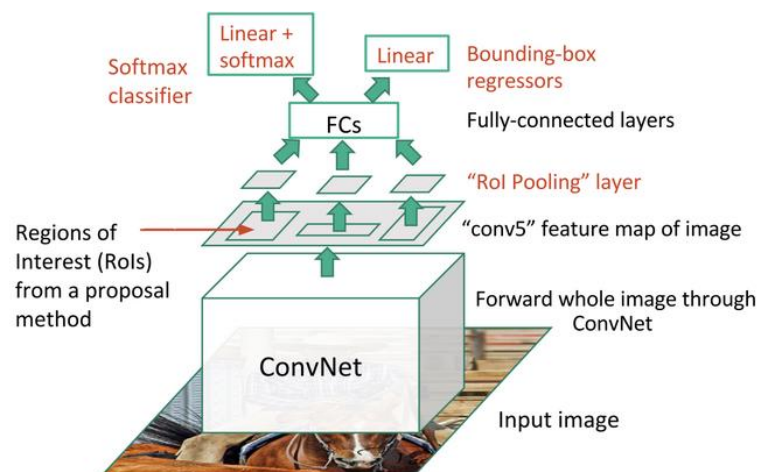 Linear +
softmax
Linear
Softmax
classifier
Bounding-box
regressors
FCs
Fully-connected layers
“RoI Pooling” layer
Regions of
Interest (RoIs)
from a proposal
method
“conv5” feature map of image
Forward whole image through
ConvNet
ConvNet
Input image